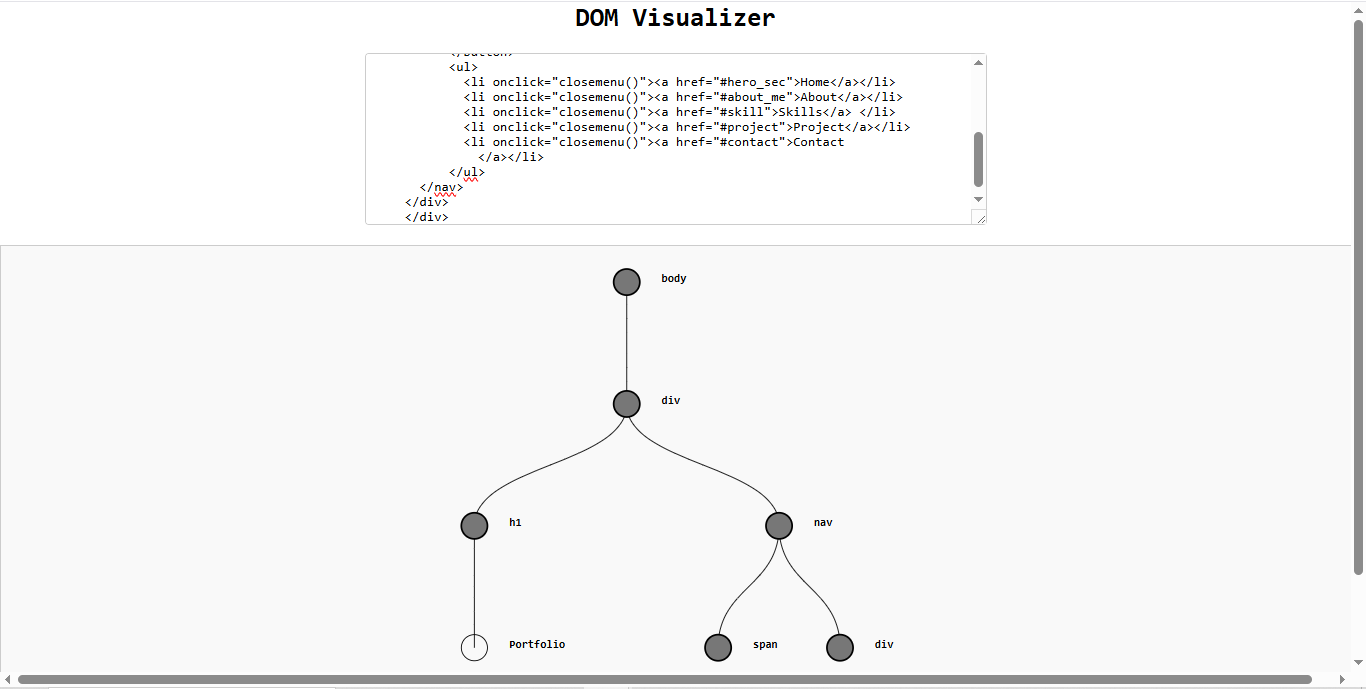 DOM Visualizer
</button>
<ul>
<li onclick="closemenu()"><a href="#hero_sec">Home</a></li>
<li onclick="closemenu()"><a href="#about_me">About</a></li>
<li onclick="closemenu()"><a href="#skill">Skills</a> </li>
<li onclick="closemenu()"><a href="#project">Project</a></li>
<li onclick="closemenu()"><a href="#contact">Contact
</a></li>
</ul>
</nav>
</div>
</div>
body
div
h1 nav
Portfolio span div